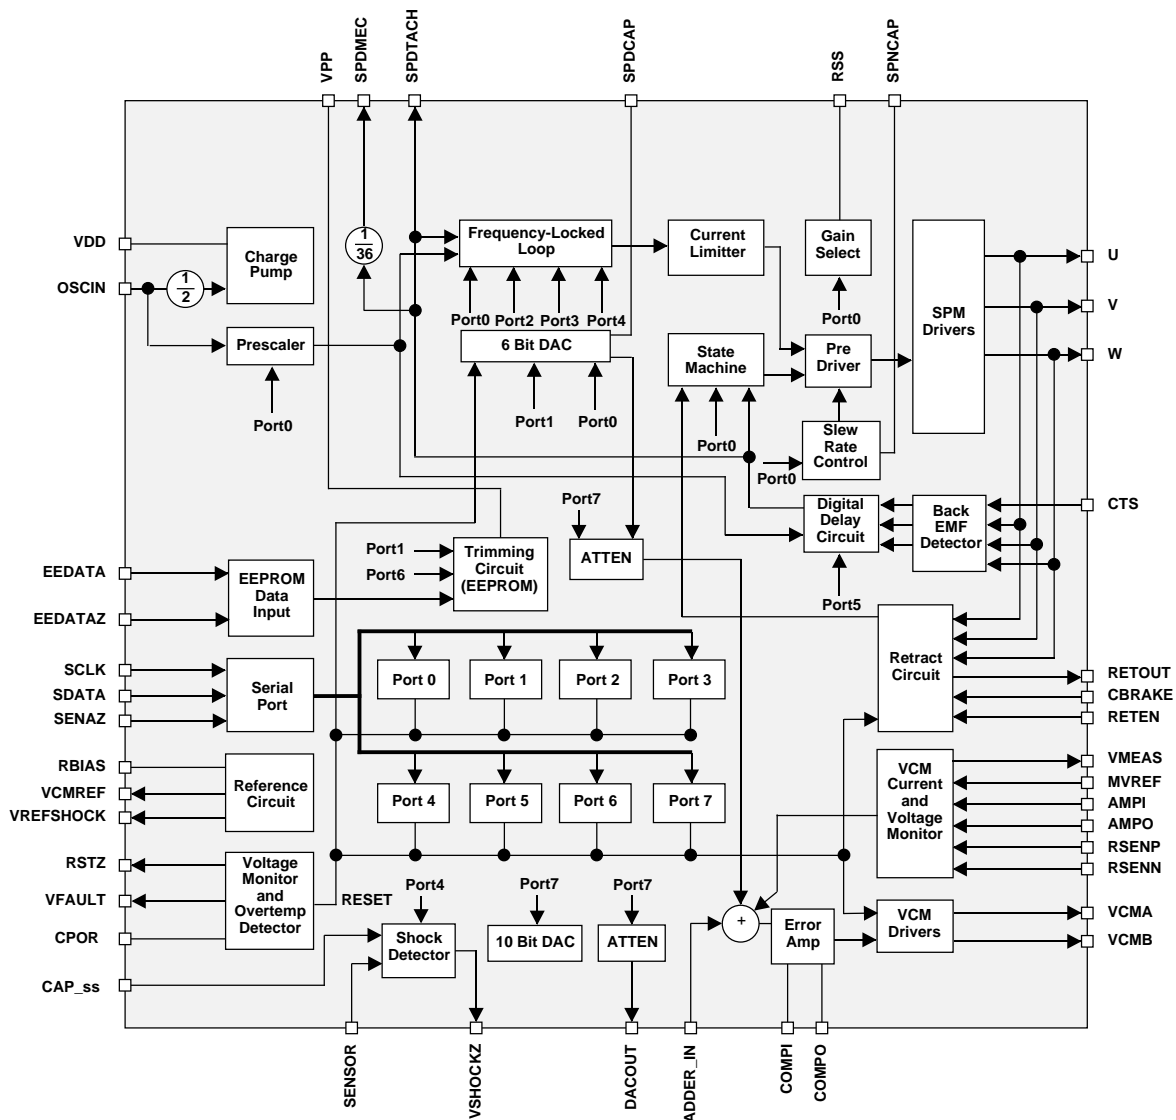 VPP
SPDMEC
SPDTACH
SPDCAP
RSS
SPNCAP
VDD
OSCIN
1
2
Charge
Pump
1
36
Frequency-Locked
Loop
Current
Limitter
Gain
Select
SPM
Drivers
U
V
W
Port0
Port2
Port3
Port4
Port0
Prescaler
Port0
6 Bit DAC
Port1
Port0
State
Machine
Port0
Pre
Driver
Slew
Rate
Control
Port0
Port7
ATTEN
Digital
Delay
Circuit
Port5
Back
EMF
Detector
CTS
EEDATA
EEDATAZ
EEPROM
Data
Input
Port1
Port6
Trimming
Circuit
(EEPROM)
SCLK
SDATA
SENAZ
Serial
Port
Port 0
Port 1
Port 2
Port 3
Retract
Circuit
RETOUT
CBRAKE
RETEN
RBIAS
VCMREF
VREFSHOCK
Reference
Circuit
Port 4
Port 5
Port 6
Port 7
VCM
Current
and
Voltage
Monitor
VMEAS
MVREF
AMPI
AMPO
RSENP
RSENN
RSTZ
VFAULT
CPOR
CAP_ss
Voltage
Monitor
and
Overtemp
Detector
RESET
Port4
Shock
Detector
Port7
10 Bit DAC
Port7
ATTEN
+
Error
Amp
VCM
Drivers
VCMA
VCMB
SENSOR
VSHOCKZ
DACOUT
ADDER_IN
COMPI
COMPO